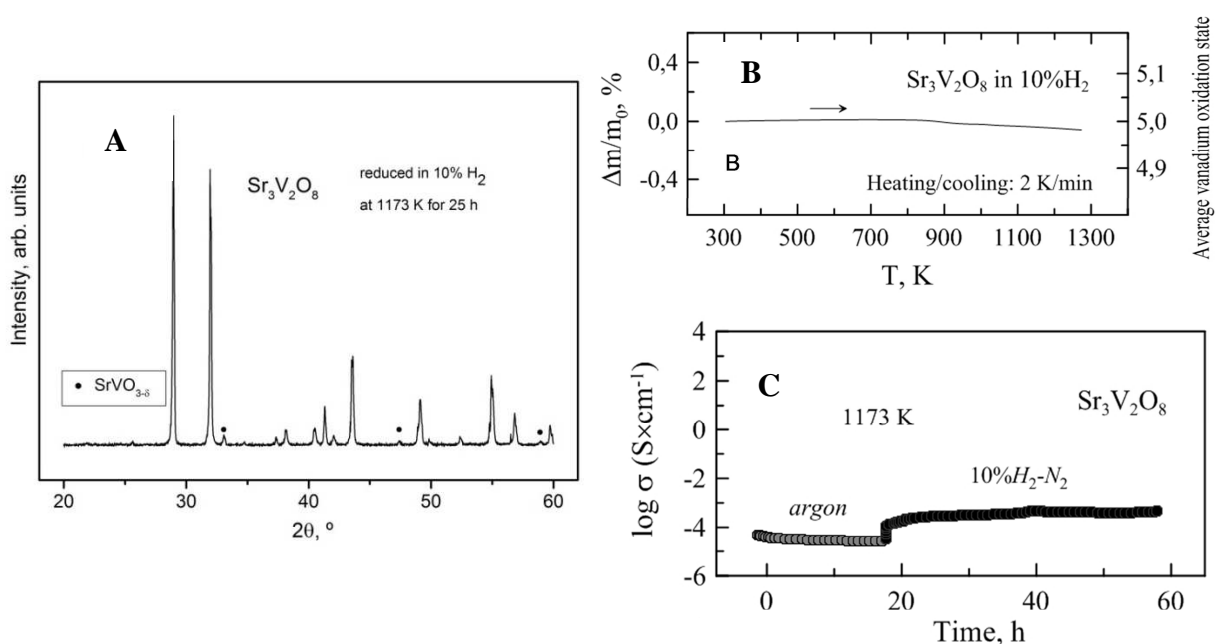 A
Intensity, arb. units
Sr3V2O8
reduced in 10% H2
at 1173 K for 25 h
• SrVO3-δ
20 30 40 50 60
2θ, º
B
Δm/m0, %
0,4
0,0
-0,4
Sr3V2O8 in 10%H2
B
Heating/cooling: 2 K/min
5,1
5,0
4,9
Average vanadium oxidation state
300 500 700 900 1100 1300
T, K
C
log σ (S×cm-1)
4
2
0
-2
-4
-6
1173 K
Sr3V2O8
argon
10%H2-N2
0 20 40 60
Time, h